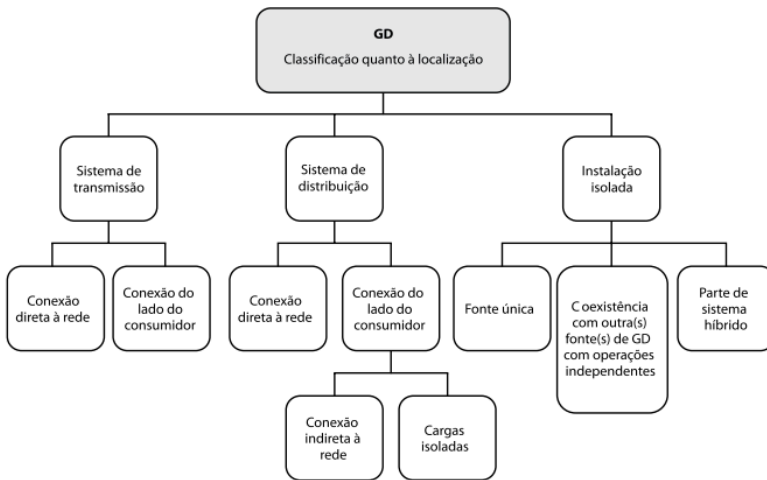 GD
Classificação quanto à localização
Sistema de
transmissão
Sistema de
distribuição
Instalação
isolada
Conexão
direta à rede
Conexão do
lado do
consumidor
Conexão
direta à rede
Conexão do
lado do
consumidor
Fonte única
C oexistência
com outra(s)
fonte(s) de GD
com operações
independentes
Parte de
sistema
híbrido
Conexão
indireta à
rede
Cargas
isoladas